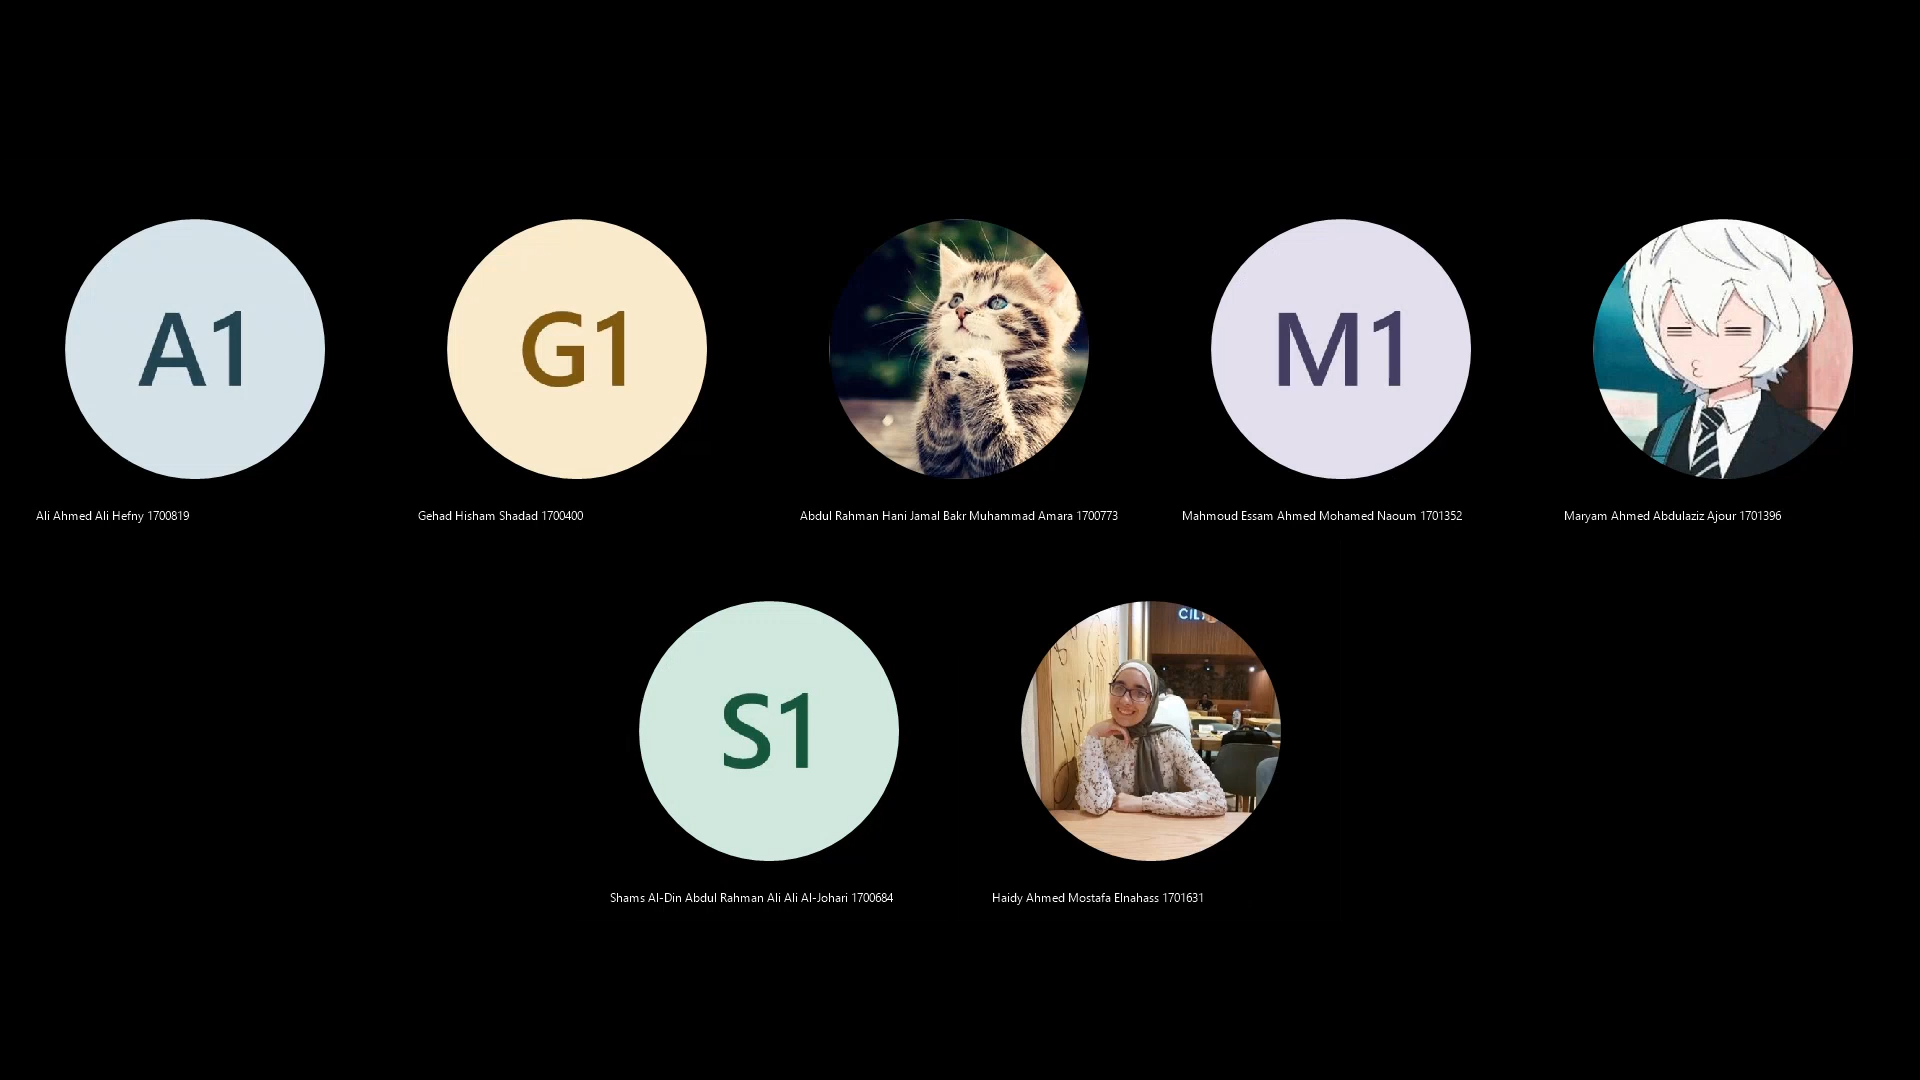 A1
G1
M1
Ali Ahmed Ali Hefny 1700819
Gehad Hisham Shadad 1700400
Abdul Rahman Hani Jamal Bakr Muhammad Amara 1700773
Mahmoud Essam Ahmed Mohamed Naoum 1701352
Maryam Ahmed Abdulaziz Ajour 1701396
S1
Shams Al-Din Abdul Rahman Ali Ali Al-Johari 1700684
Haidy Ahmed Mostafa Elnahass 1701631